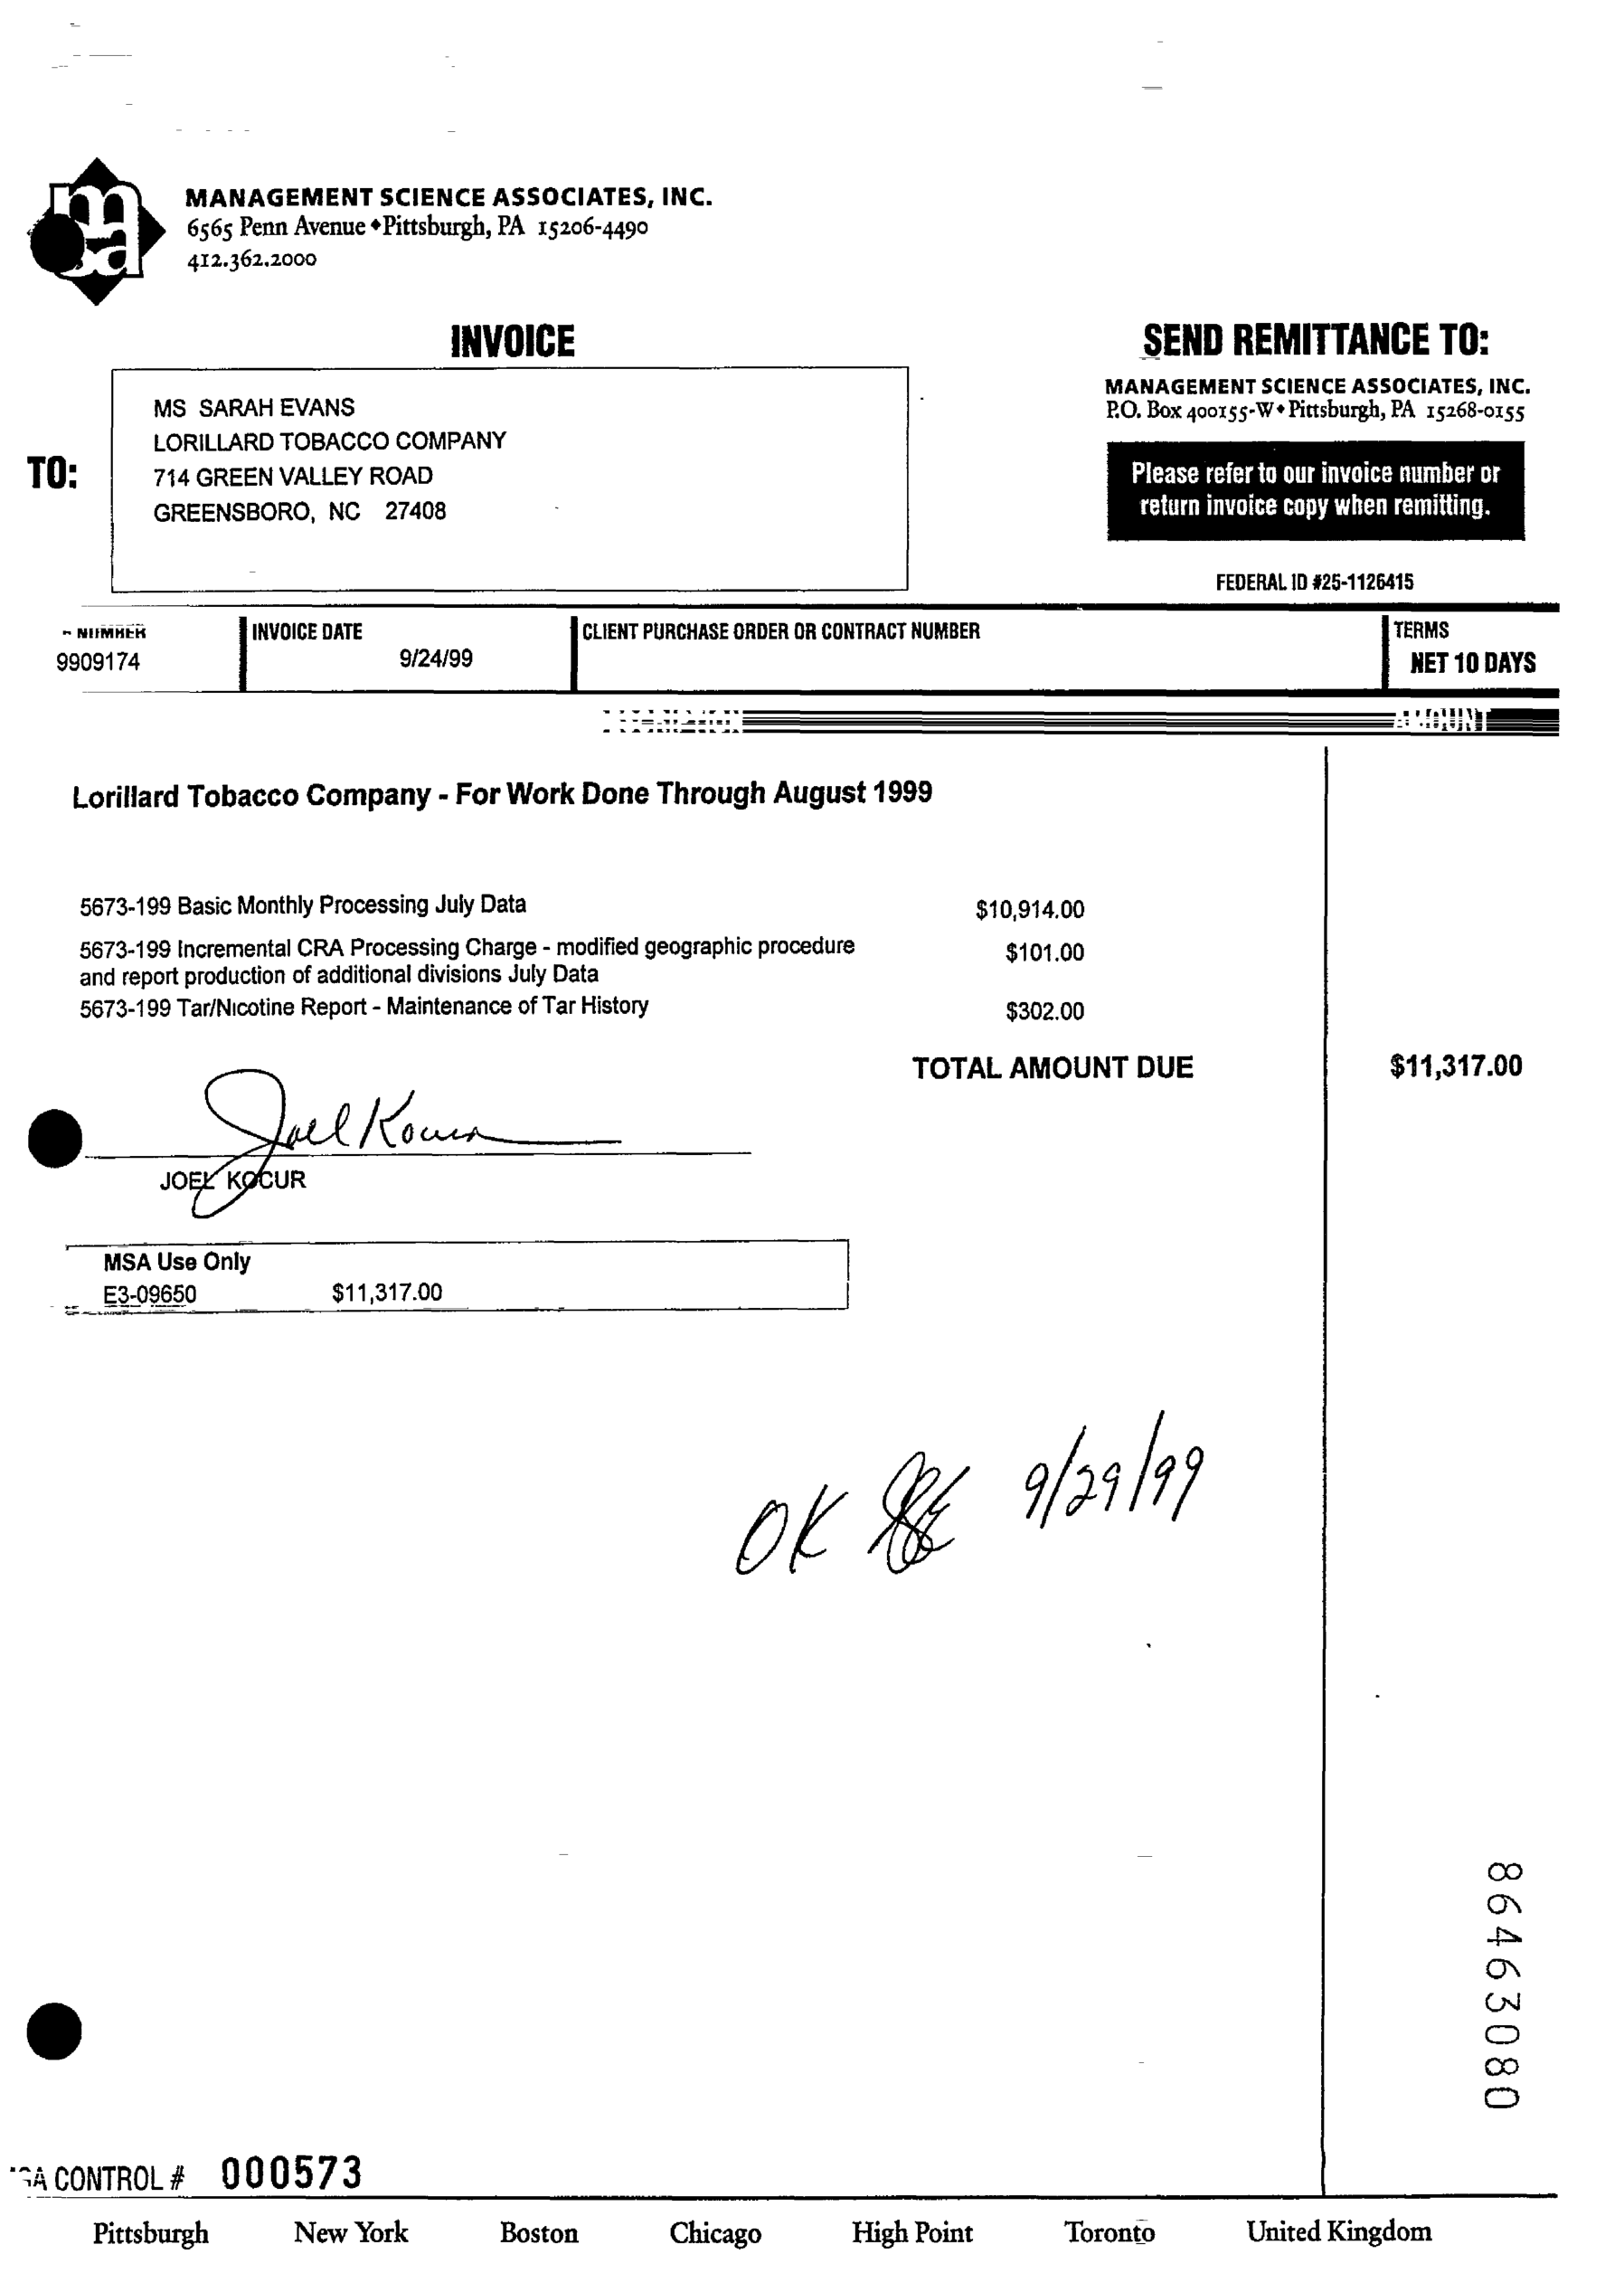 MANAGEMENT SCIENCE ASSOCIATES, INC.
6565 Penn Avenue ◆ Pittsburgh, PA 15206-4490
412.362.2000
INVOICE
SEND REMITTANCE TO:
MANAGEMENT SCIENCE ASSOCIATES, INC.
P.O. Box 400155-W ◆ Pittsburgh, PA 15268-0155
Please refer to our invoice number or
return invoice copy when remitting.
FEDERAL ID #25-1126415
TO:
MS SARAH EVANS
LORILLARD TOBACCO COMPANY
714 GREEN VALLEY ROAD
GREENSBORO, NC 27408
NUMBER
9909174
INVOICE DATE
9/24/99
CLIENT PURCHASE ORDER OR CONTRACT NUMBER
TERMS
NET 10 DAYS
DESCRIPTION AMOUNT
Lorillard Tobacco Company - For Work Done Through August 1999
5673-199 Basic Monthly Processing July Data $10,914.00
5673-199 Incremental CRA Processing Charge - modified geographic procedure $101.00
and report production of additional divisions July Data
5673-199 Tar/Nicotine Report - Maintenance of Tar History $302.00
TOTAL AMOUNT DUE $11,317.00
Joel Kocur
JOEL KOCUR
MSA Use Only
E3-09650 $11,317.00
OK 9/29/99
86463080
CONTROL # 000573
Pittsburgh New York Boston Chicago High Point Toronto United Kingdom